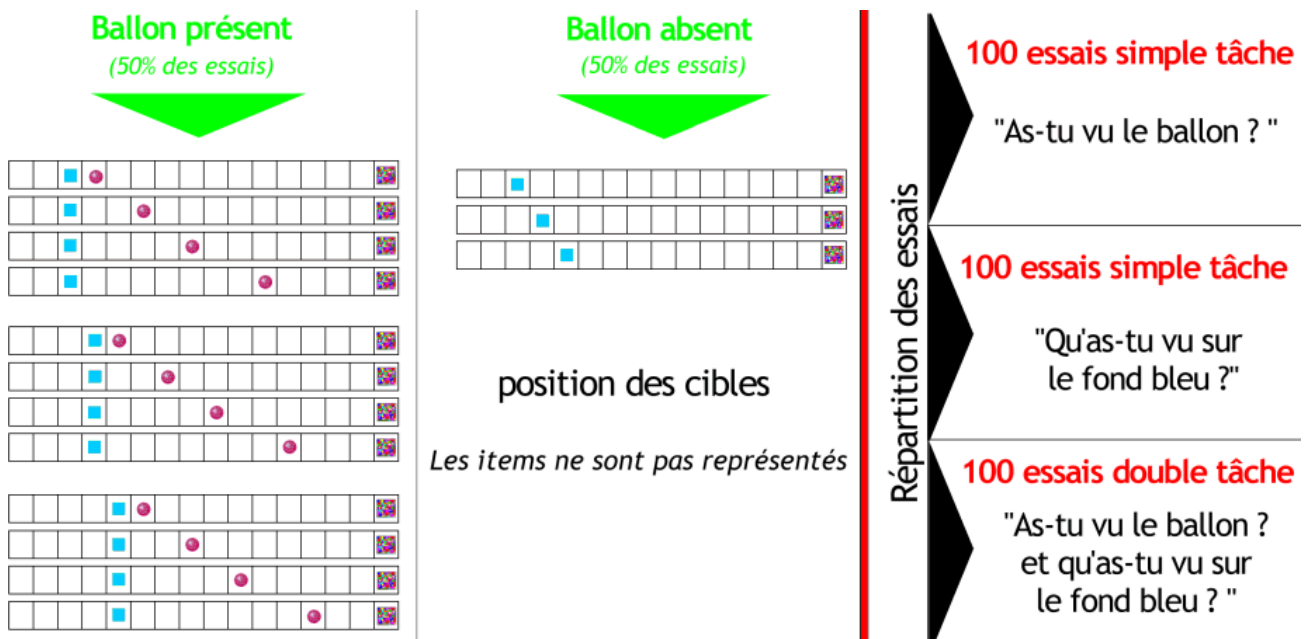 Ballon présent
(50% des essais)
Ballon absent
(50% des essais)
position des cibles
Les items ne sont pas représentés
Répartition des essais
100 essais simple tâche
"As-tu vu le ballon ? "
100 essais simple tâche
"Qu'as-tu vu sur
le fond bleu ?"
100 essais double tâche
"As-tu vu le ballon ?
et qu'as-tu vu sur
le fond bleu ? "